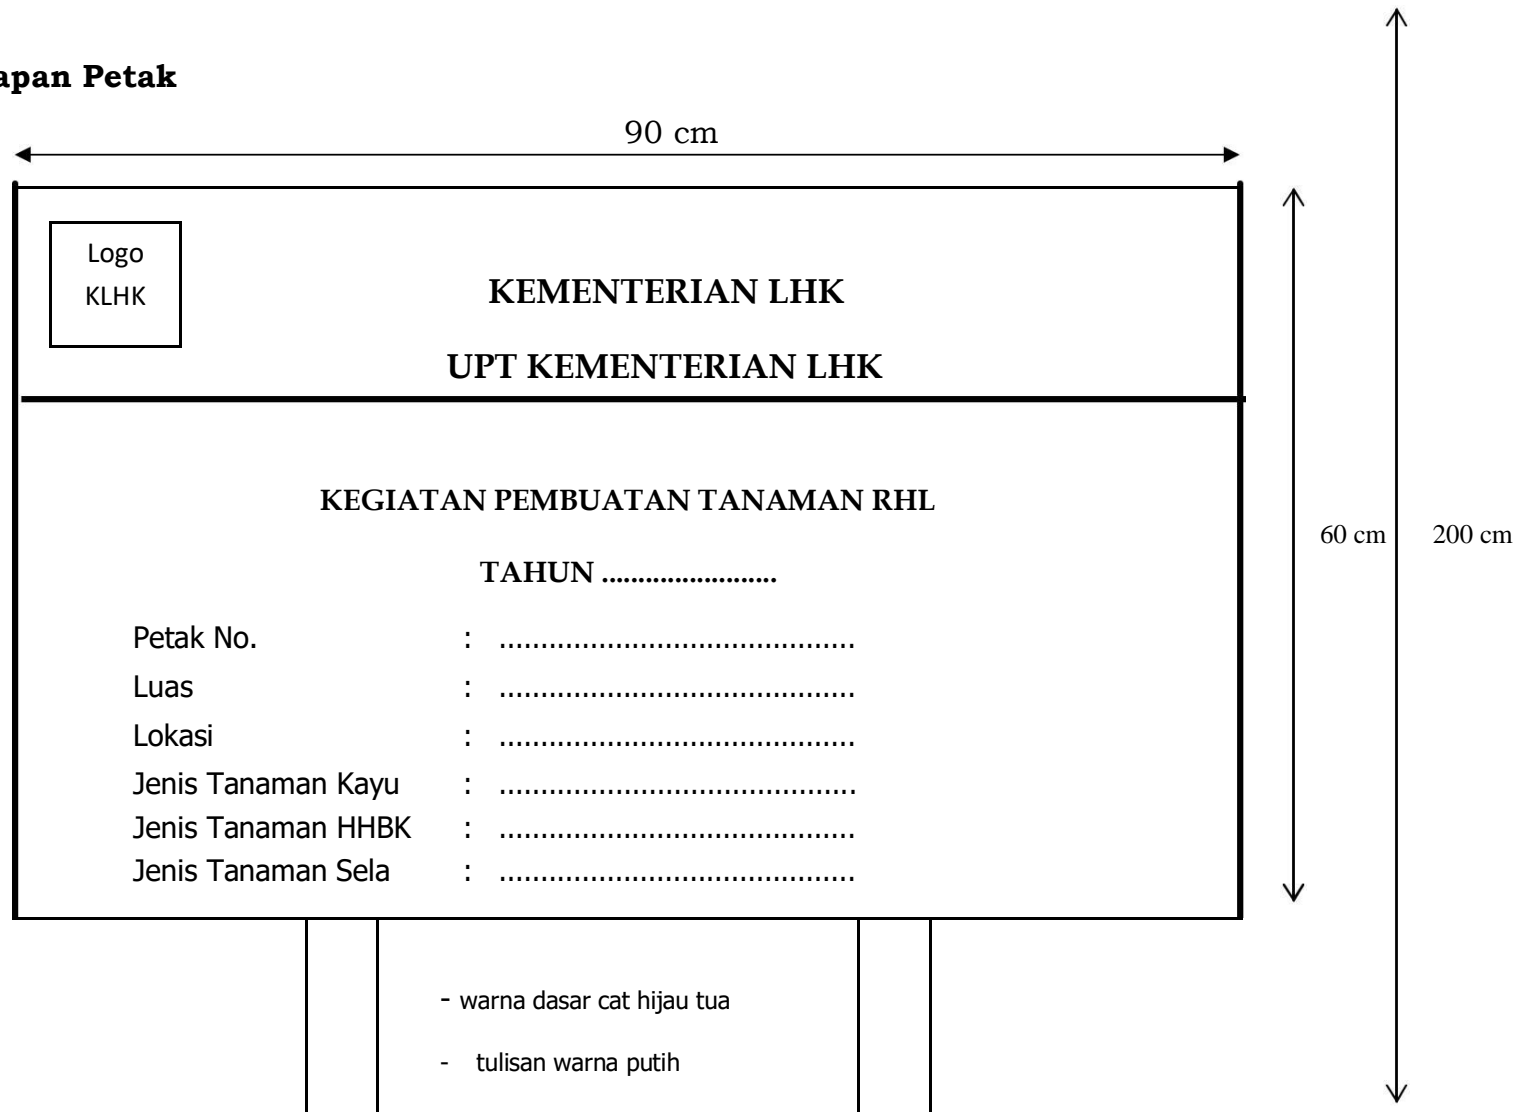 Petak
90 cm
Logo
KLHK
KEMENTERIAN LHK
UPT KEMENTERIAN LHK
KEGIATAN PEMBUATAN TANAMAN RHL
60 cm
200 cm
TAHUN ........................
Petak No. : ...........................................
Luas : ...........................................
Lokasi : ...........................................
Jenis Tanaman Kayu : ...........................................
Jenis Tanaman HHBK : ...........................................
Jenis Tanaman Sela : ...........................................
- warna dasar cat hijau tua
- tulisan warna putih